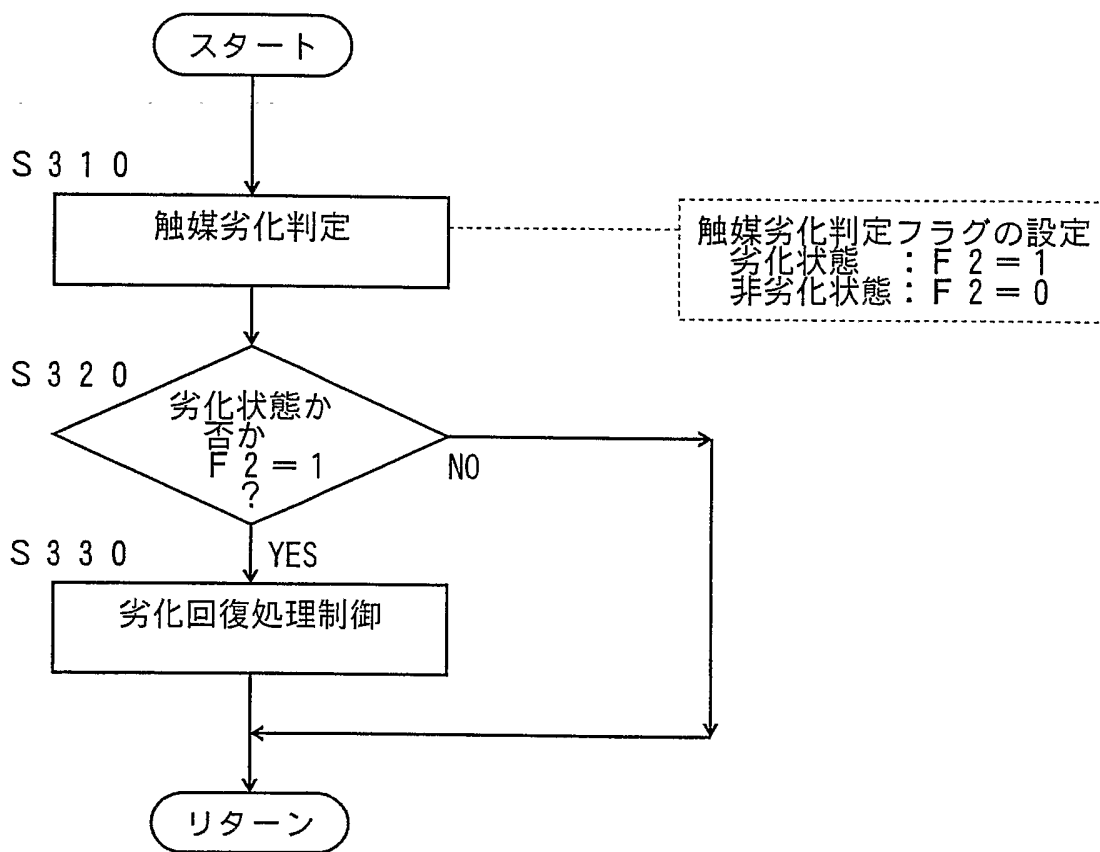 スタート
S310
触媒劣化判定
触媒劣化判定フラグの設定
劣化状態 :F2=1
非劣化状態:F2=0
S320
劣化状態か
否か
F2=1
?
NO
YES
S330
劣化回復処理制御
リターン